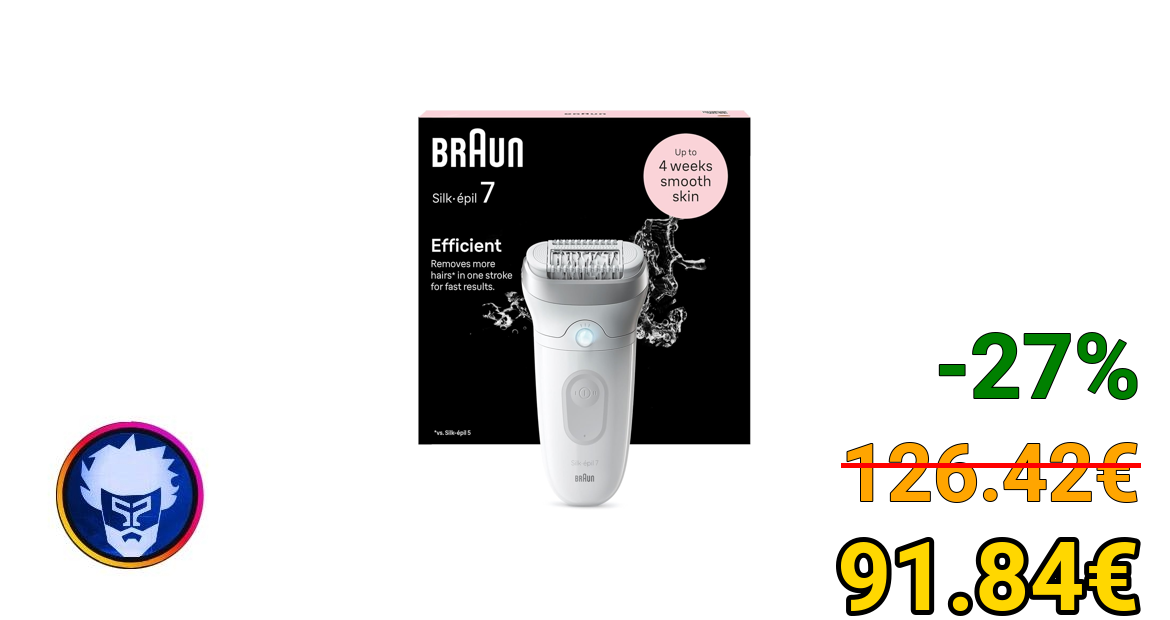 BRAUN
BRAUN
Silk·épil 7
Up to
4 weeks
smooth
skin
Efficient
Removes more
hairs* in one stroke
for fast results.
*vs. Silk·épil 5
Silk·épil 7
BRAUN
-27%
126.42€
91.84€